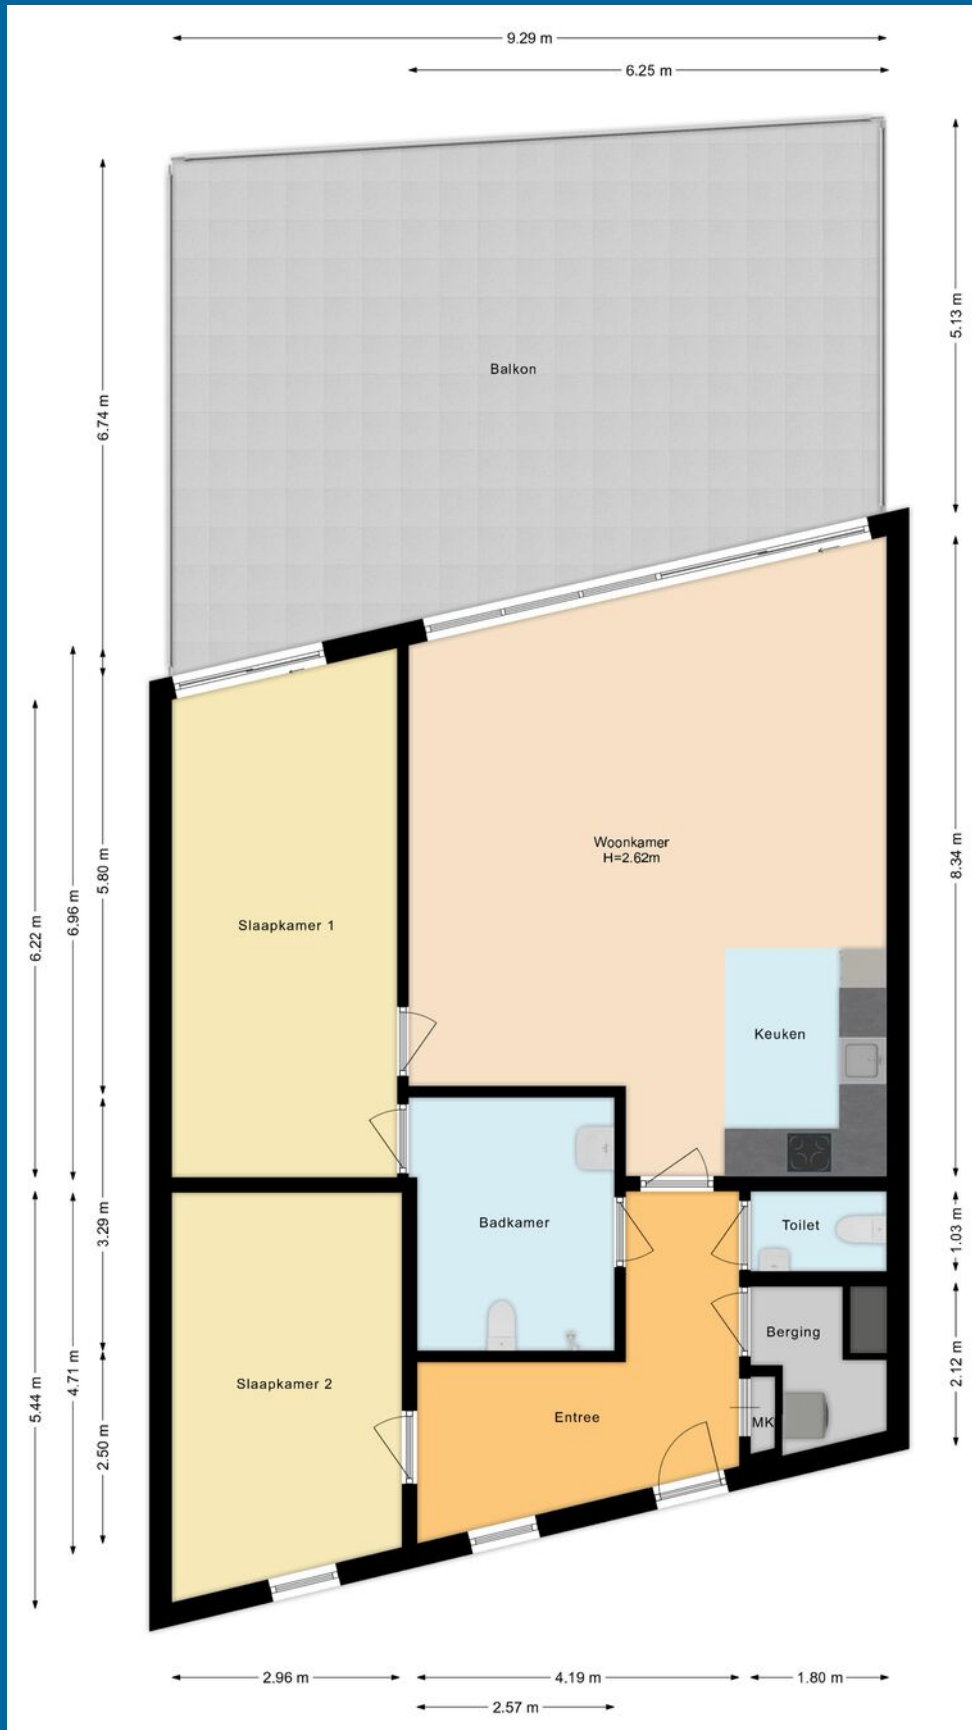 9.29 m
6.25 m
5.13 m
Balkon
6.74 m
Woonkamer
H=2.62m
8.34 m
5.80 m
6.96 m
6.22 m
Slaapkamer 1
Keuken
Badkamer
Toilet
1.03 m
3.29 m
Berging
2.12 m
Slaapkamer 2
4.71 m
5.44 m
Entree
MK
2.50 m
2.96 m
4.19 m
1.80 m
2.57 m